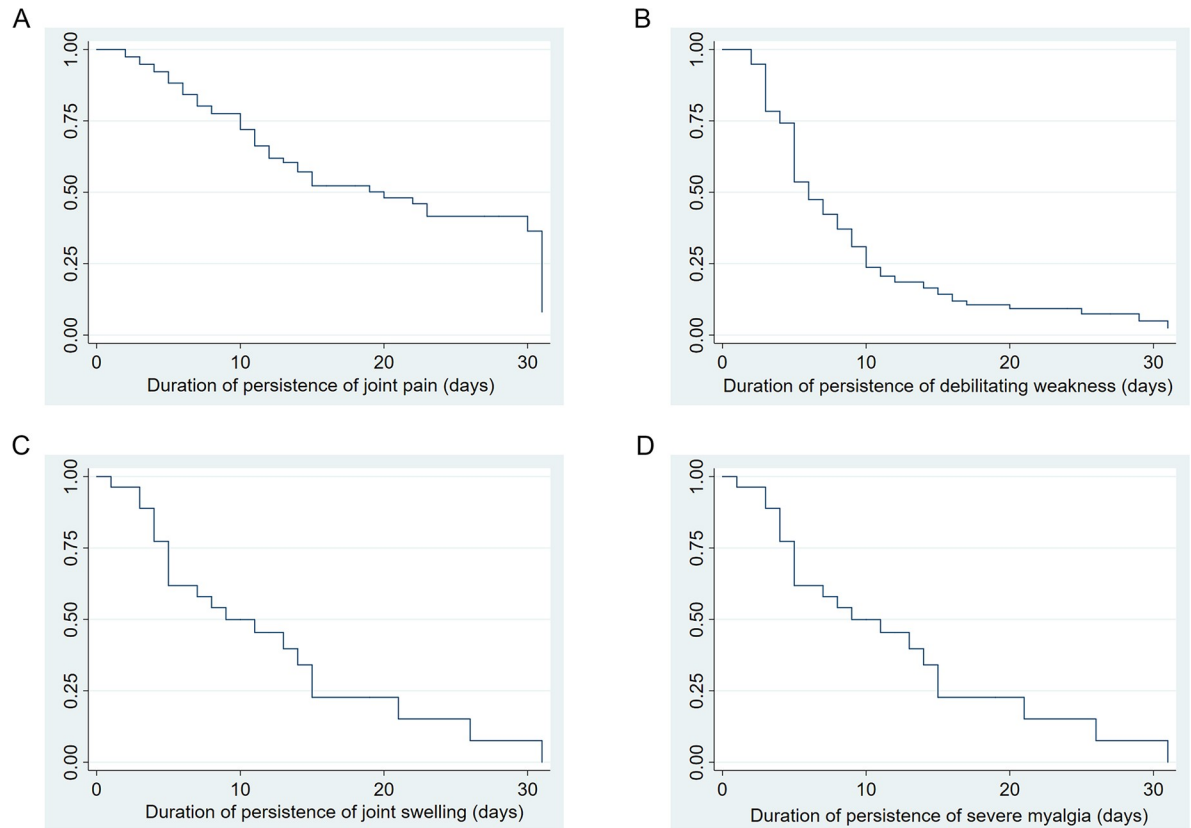 A
1.00
0.75
0.50
0.25
0.00
0 10 20 30
Duration of persistence of joint pain (days)
B
1.00
0.75
0.50
0.25
0.00
0 10 20 30
Duration of persistence of debilitating weakness (days)
C
1.00
0.75
0.50
0.25
0.00
0 10 20 30
Duration of persistence of joint swelling (days)
D
1.00
0.75
0.50
0.25
0.00
0 10 20 30
Duration of persistence of severe myalgia (days)